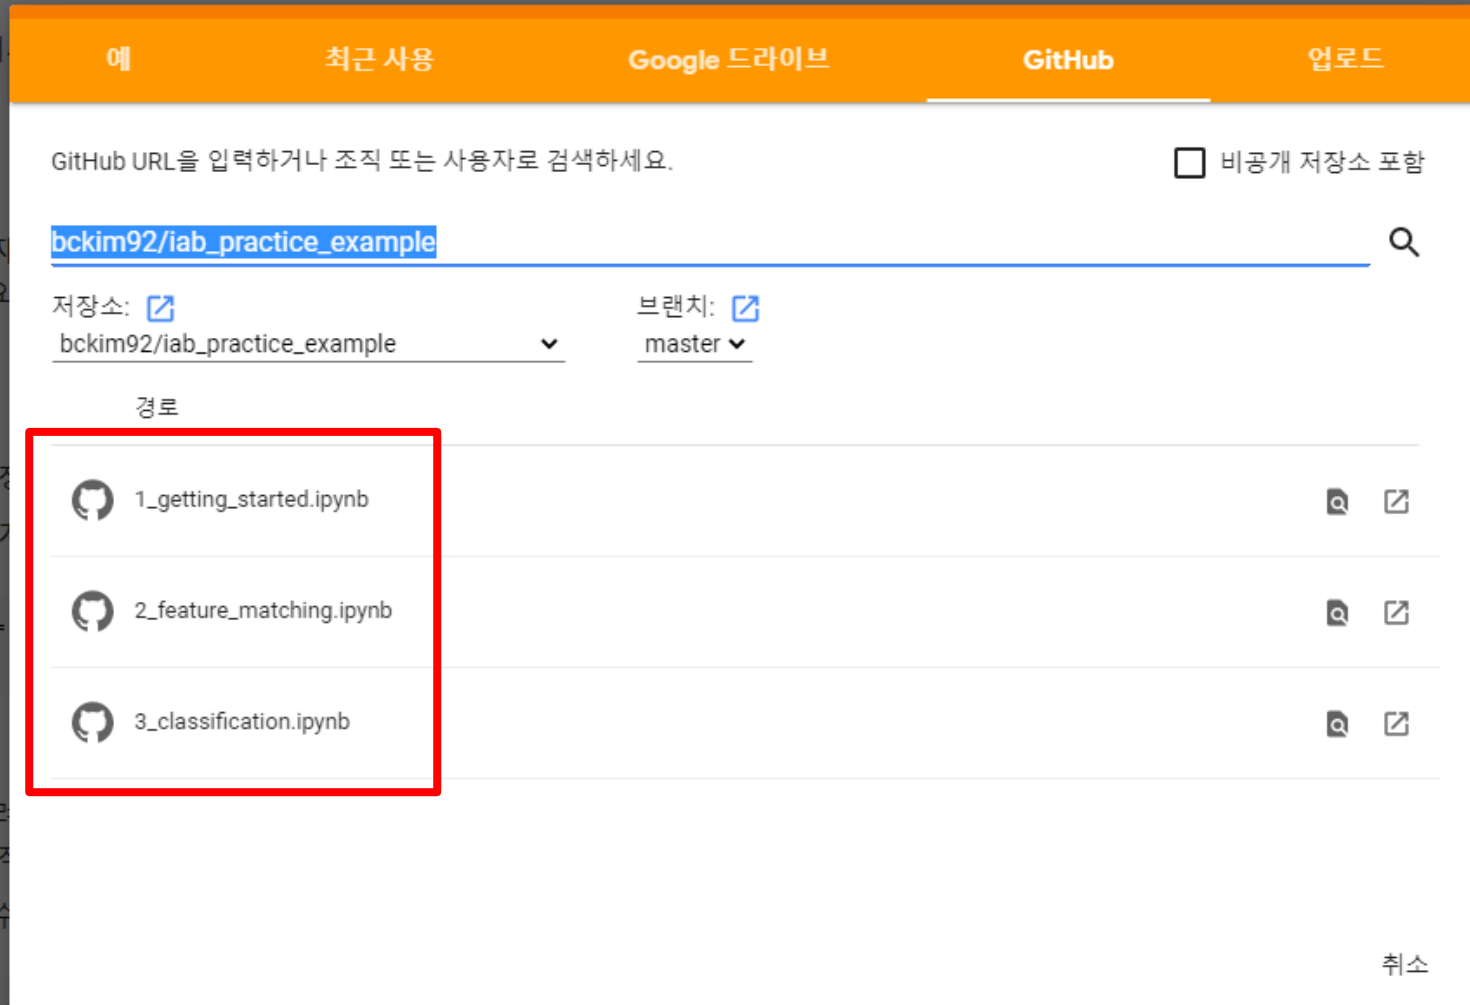 예 최근 사용 Google 드라이브 GitHub 업로드
GitHub URL을 입력하거나 조직 또는 사용자로 검색하세요. 비공개 저장소 포함
bckim92/iab_practice_example
저장소: 브랜치:
bckim92/iab_practice_example master
경로
1_getting_started.ipynb
2_feature_matching.ipynb
3_classification.ipynb
취소